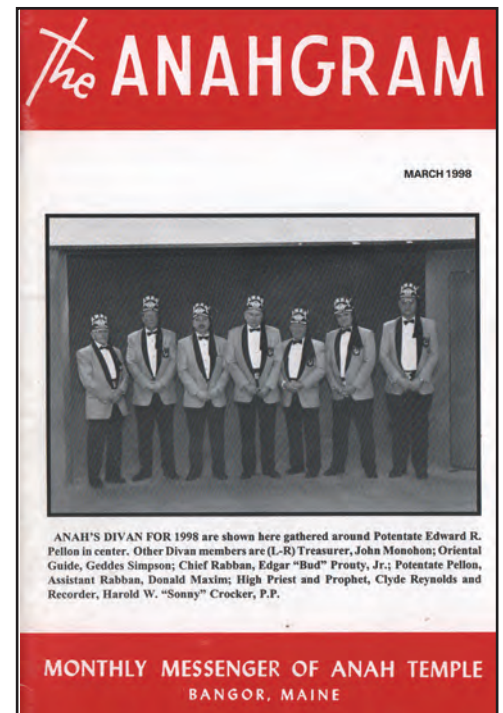 The ANAHGRAM
MARCH 1998
ANAH'S DIVAN FOR 1998 are shown here gathered around Potentate Edward R.
Pellon in center. Other Divan members are (L-R) Treasurer, John Monohon; Oriental
Guide, Geddes Simpson; Chief Rabban, Edgar “Bud” Prouty, Jr.; Potentate Pellon,
Assistant Rabban, Donald Maxim; High Priest and Prophet, Clyde Reynolds and
Recorder, Harold W. “Sonny” Crocker, P.P.
MONTHLY MESSENGER OF ANAH TEMPLE
BANGOR, MAINE